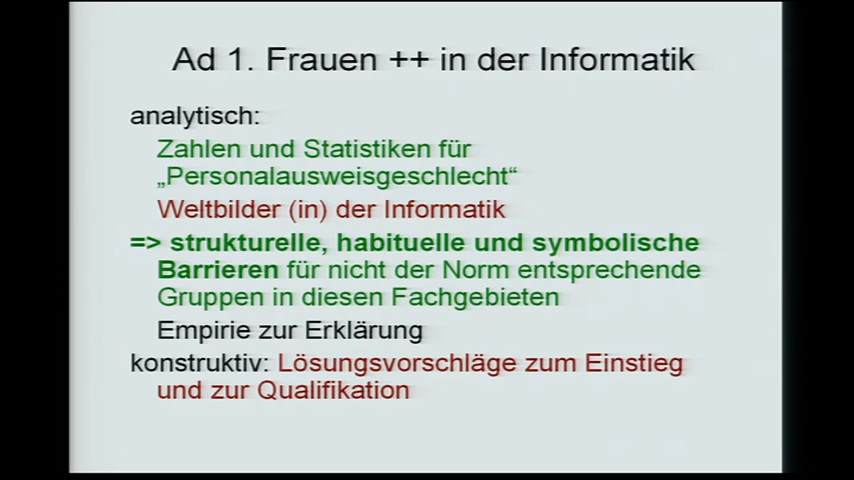 Ad 1. Frauen ++ in der Informatik
analytisch:
Zahlen und Statistiken für
„Personalausweisgeschlecht“
Weltbilder (in) der Informatik
=> strukturelle, habituelle und symbolische
Barrieren für nicht der Norm entsprechende
Gruppen in diesen Fachgebieten
Empirie zur Erklärung
konstruktiv: Lösungsvorschläge zum Einstieg
und zur Qualifikation